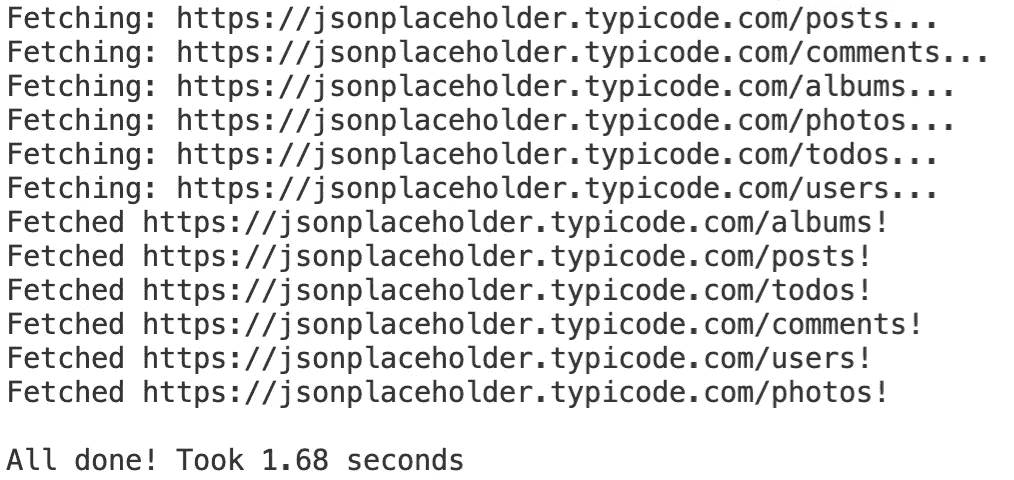 Fetching: https://jsonplaceholder.typicode.com/posts...
Fetching: https://jsonplaceholder.typicode.com/comments...
Fetching: https://jsonplaceholder.typicode.com/albums...
Fetching: https://jsonplaceholder.typicode.com/photos...
Fetching: https://jsonplaceholder.typicode.com/todos...
Fetching: https://jsonplaceholder.typicode.com/users...
Fetched https://jsonplaceholder.typicode.com/albums!
Fetched https://jsonplaceholder.typicode.com/posts!
Fetched https://jsonplaceholder.typicode.com/todos!
Fetched https://jsonplaceholder.typicode.com/comments!
Fetched https://jsonplaceholder.typicode.com/users!
Fetched https://jsonplaceholder.typicode.com/photos!
All done! Took 1.68 seconds